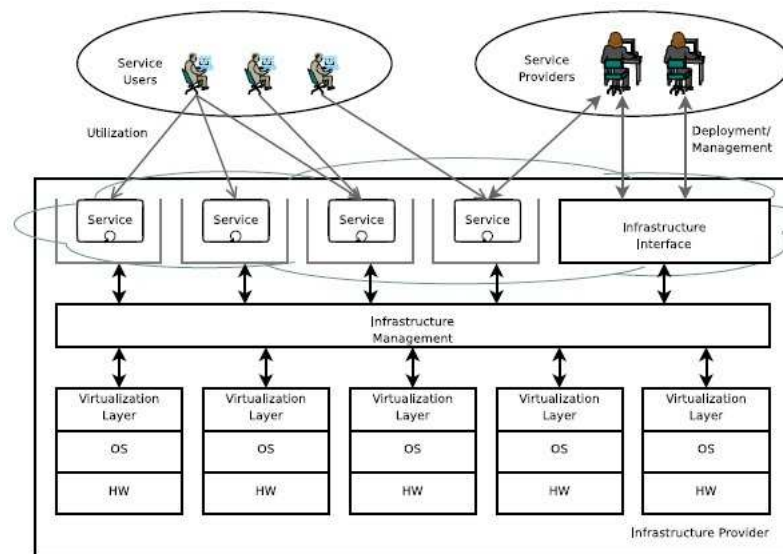 Service
Users
Service
Providers
Utilization
Deployment/
Management
Service
Service
Service
Service
Infrastructure
Interface
Infrastructure
Management
Virtualization
Layer
Virtualization
Layer
Virtualization
Layer
Virtualization
Layer
Virtualization
Layer
OS
OS
OS
OS
OS
HW
HW
HW
HW
HW
Infrastructure Provider